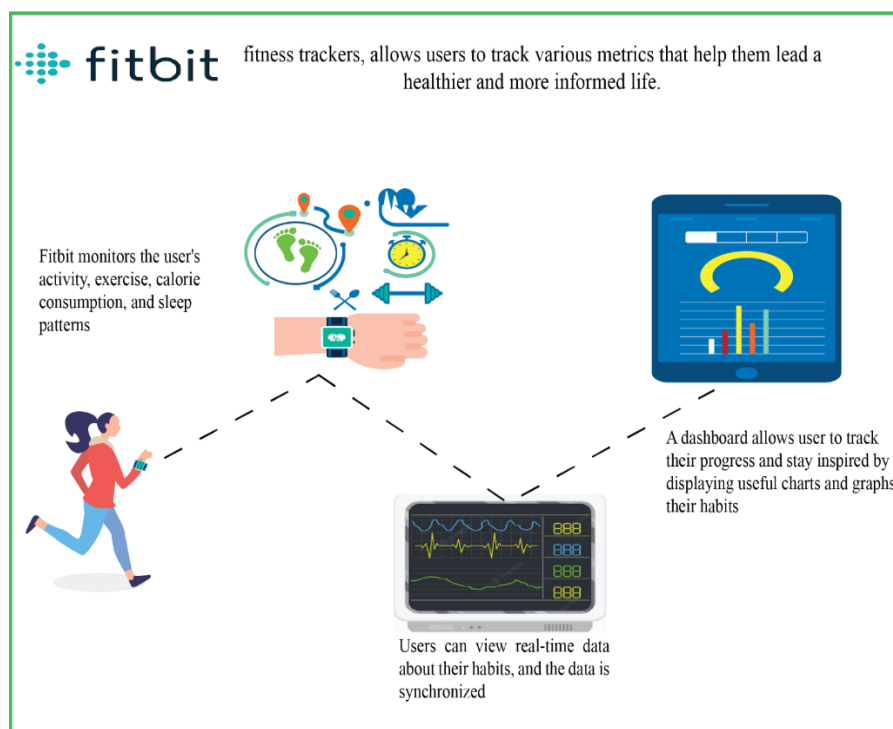 fitbit
fitness trackers, allows users to track various metrics that help them lead a
healthier and more informed life.
Fitbit monitors the user's
activity, exercise, calorie
consumption, and sleep
patterns
A dashboard allows user to track
their progress and stay inspired by
displaying useful charts and graphs
their habits
888
888
888
888
Users can view real-time data
about their habits, and the data is
synchronized